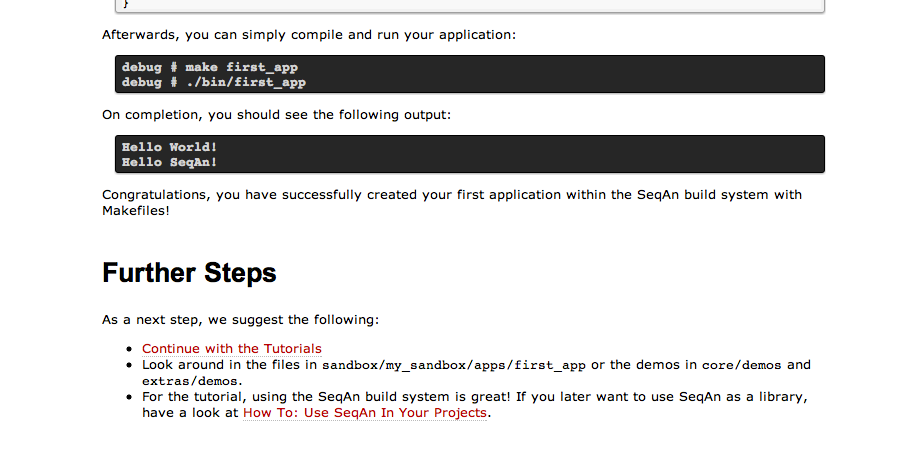 }
Afterwards, you can simply compile and run your application:
debug # make first_app
debug # ./bin/first_app
On completion, you should see the following output:
Hello World!
Hello SeqAn!
Congratulations, you have successfully created your first application within the SeqAn build system with
Makefiles!
Further Steps
As a next step, we suggest the following:
• Continue with the Tutorials
• Look around in the files in sandbox/my_sandbox/apps/first_app or the demos in core/demos and
extras/demos.
• For the tutorial, using the SeqAn build system is great! If you later want to use SeqAn as a library,
have a look at How To: Use SeqAn In Your Projects.